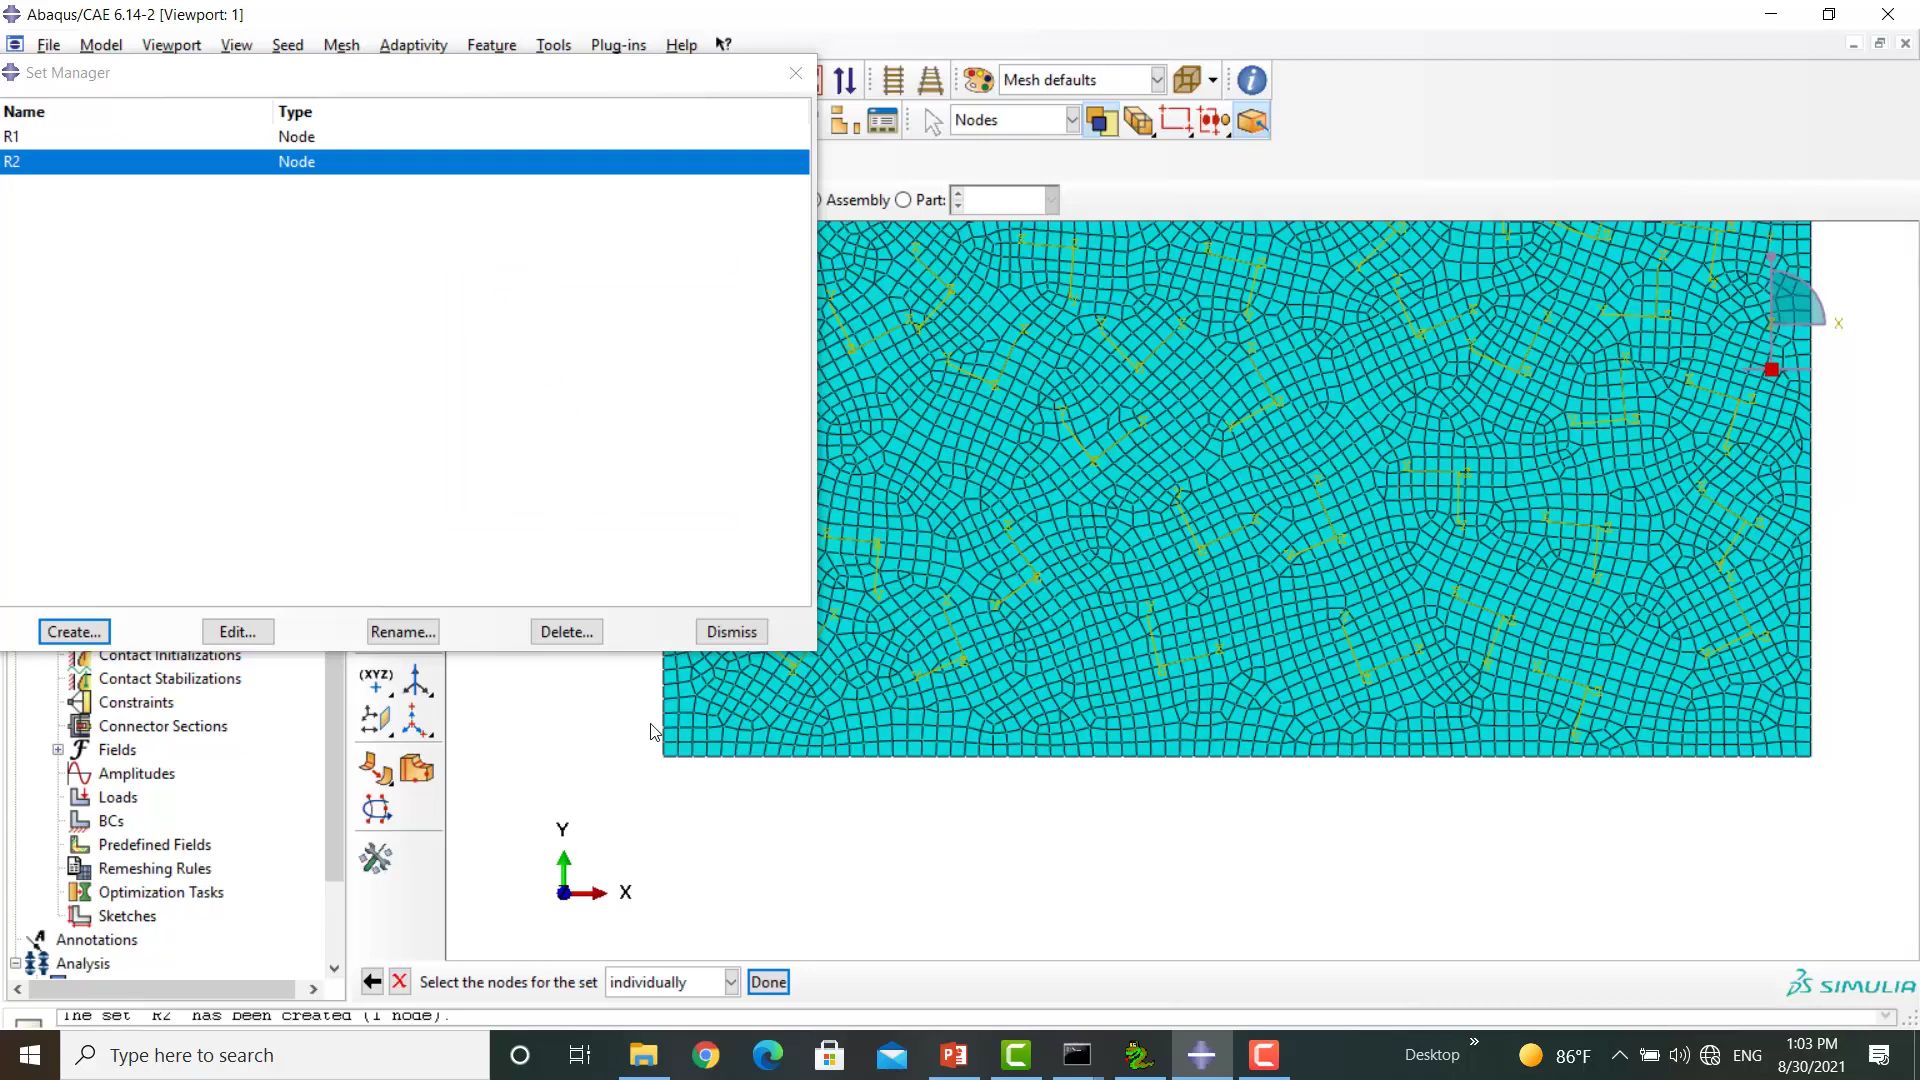 Abaqus/CAE 6.14-2 [Viewport: 1]
File Model Viewport View Seed Mesh Adaptivity Feature Tools Plug-ins Help
Set Manager
Mesh defaults
Name Type
Nodes
R1 Node
R2 Node
Assembly Part:
Create... Edit... Rename... Delete... Dismiss
Contact Initializations
Contact Stabilizations
Constraints
Connector Sections
Fields
Amplitudes
Loads
BCs
Predefined Fields
Remeshing Rules
Optimization Tasks
Sketches
Annotations
Analysis
(XYZ)
X
Y
X
Select the nodes for the set individually Done
SIMULIA
The set R2 has been created (1 node).
Type here to search
Desktop 86°F ENG
1:03 PM
8/30/2021